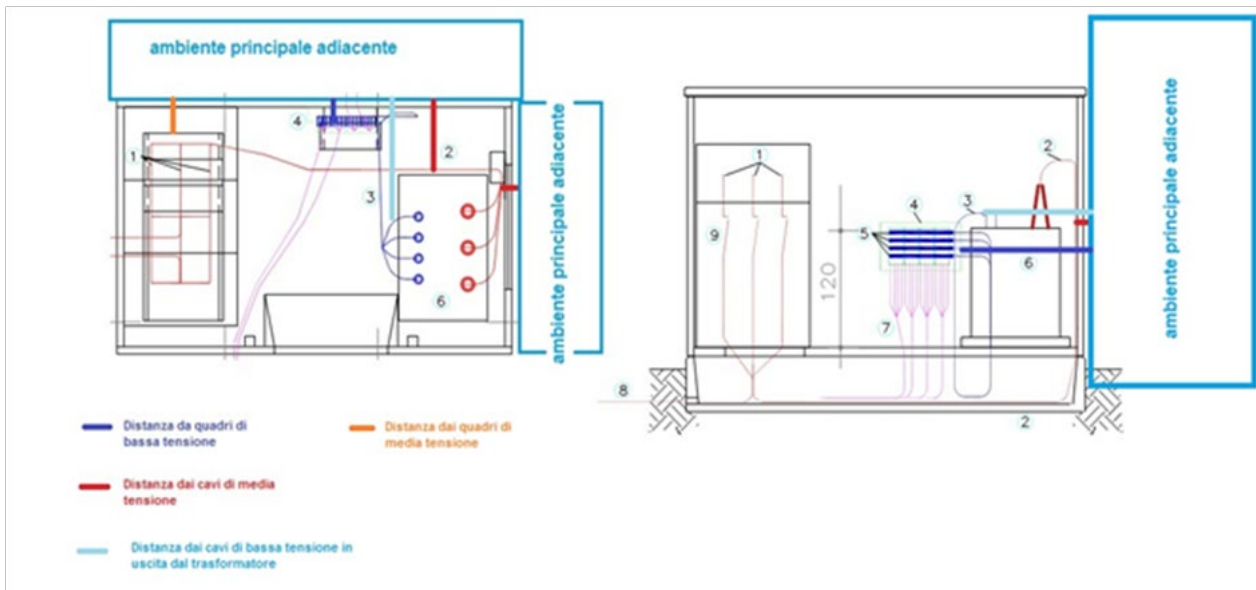 ambiente principale adiacente
4
1
2
3
6
ambiente principale adiacente
1
2
9
4
3
5
6
120
7
8
2
ambiente principale adiacente
Distanza da quadri di
bassa tensione
Distanza dai quadri di
media tensione
Distanza dai cavi di media
tensione
Distanza dai cavi di bassa tensione in
uscita dal trasformatore